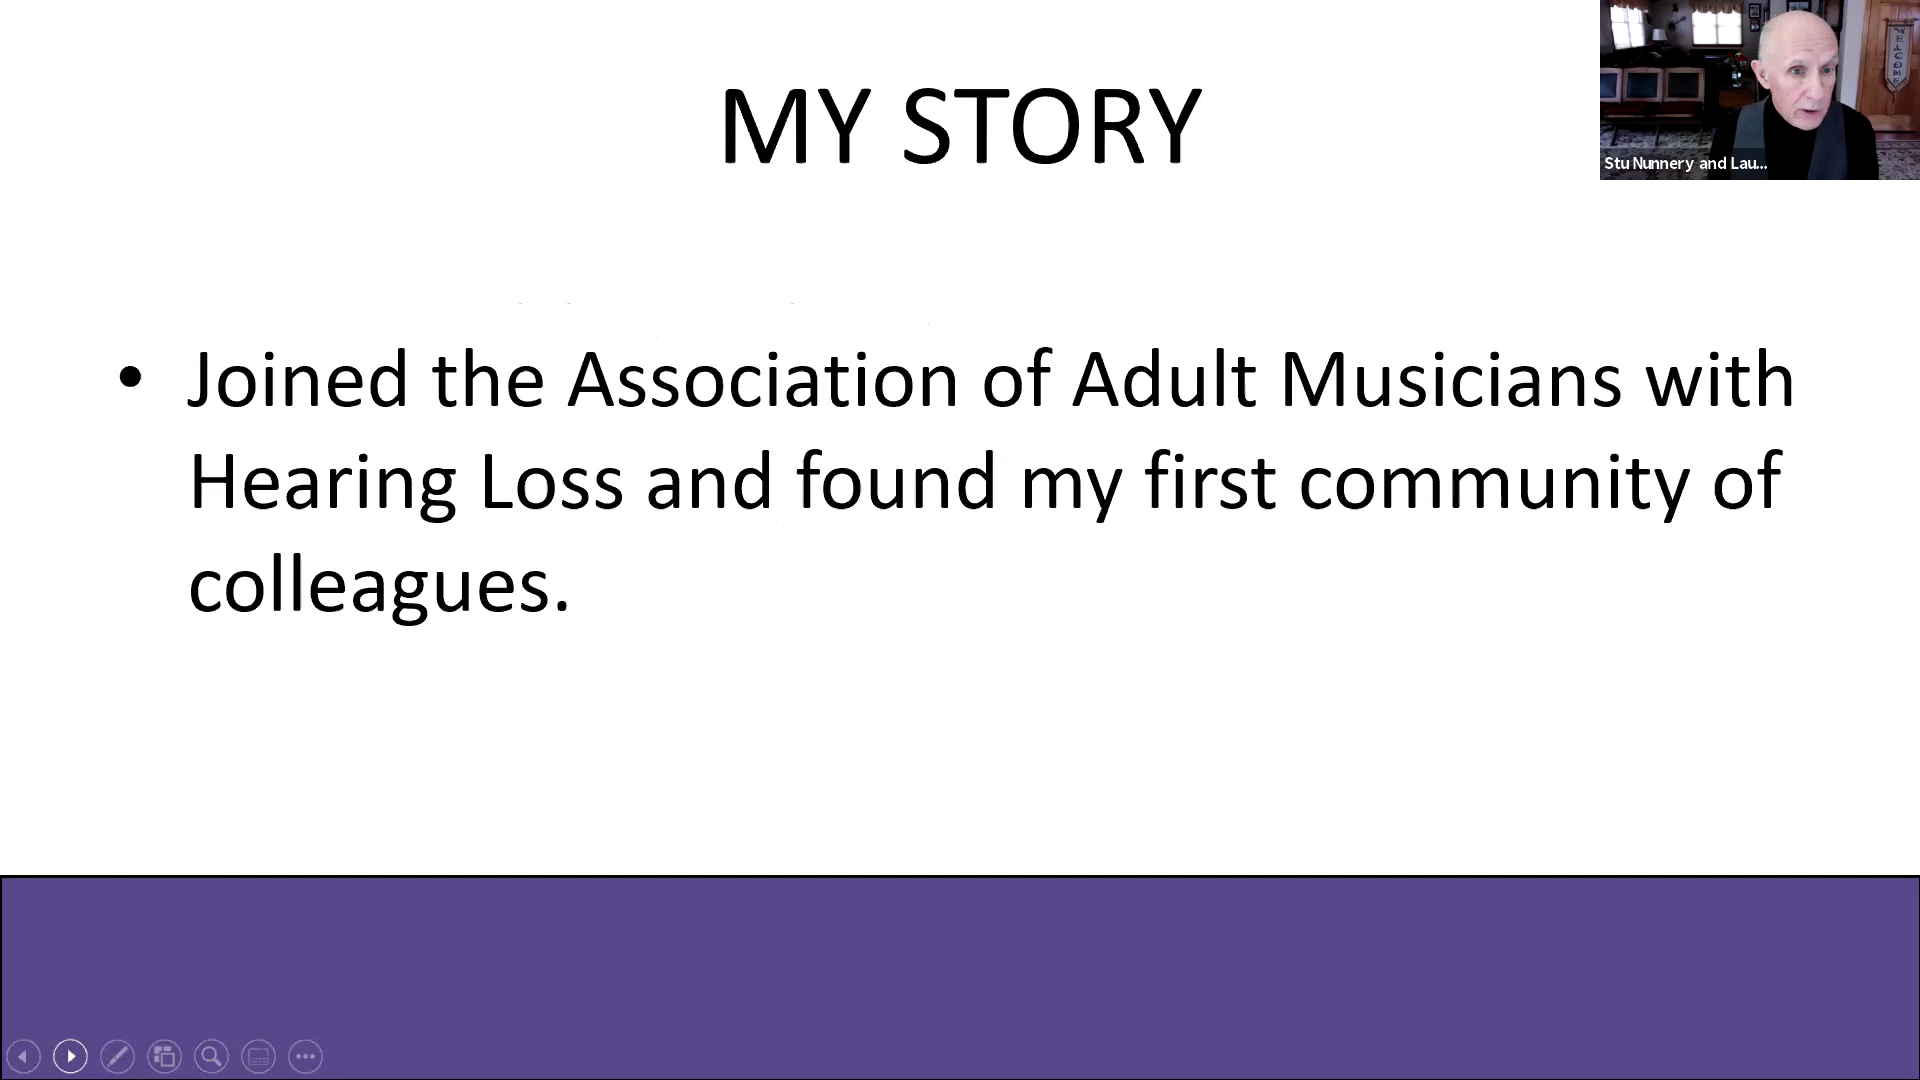 MY STORY
• Joined the Association of Adult Musicians with
Hearing Loss and found my first community of
colleagues.
WELCOME
Stu Nunnery and Lau...